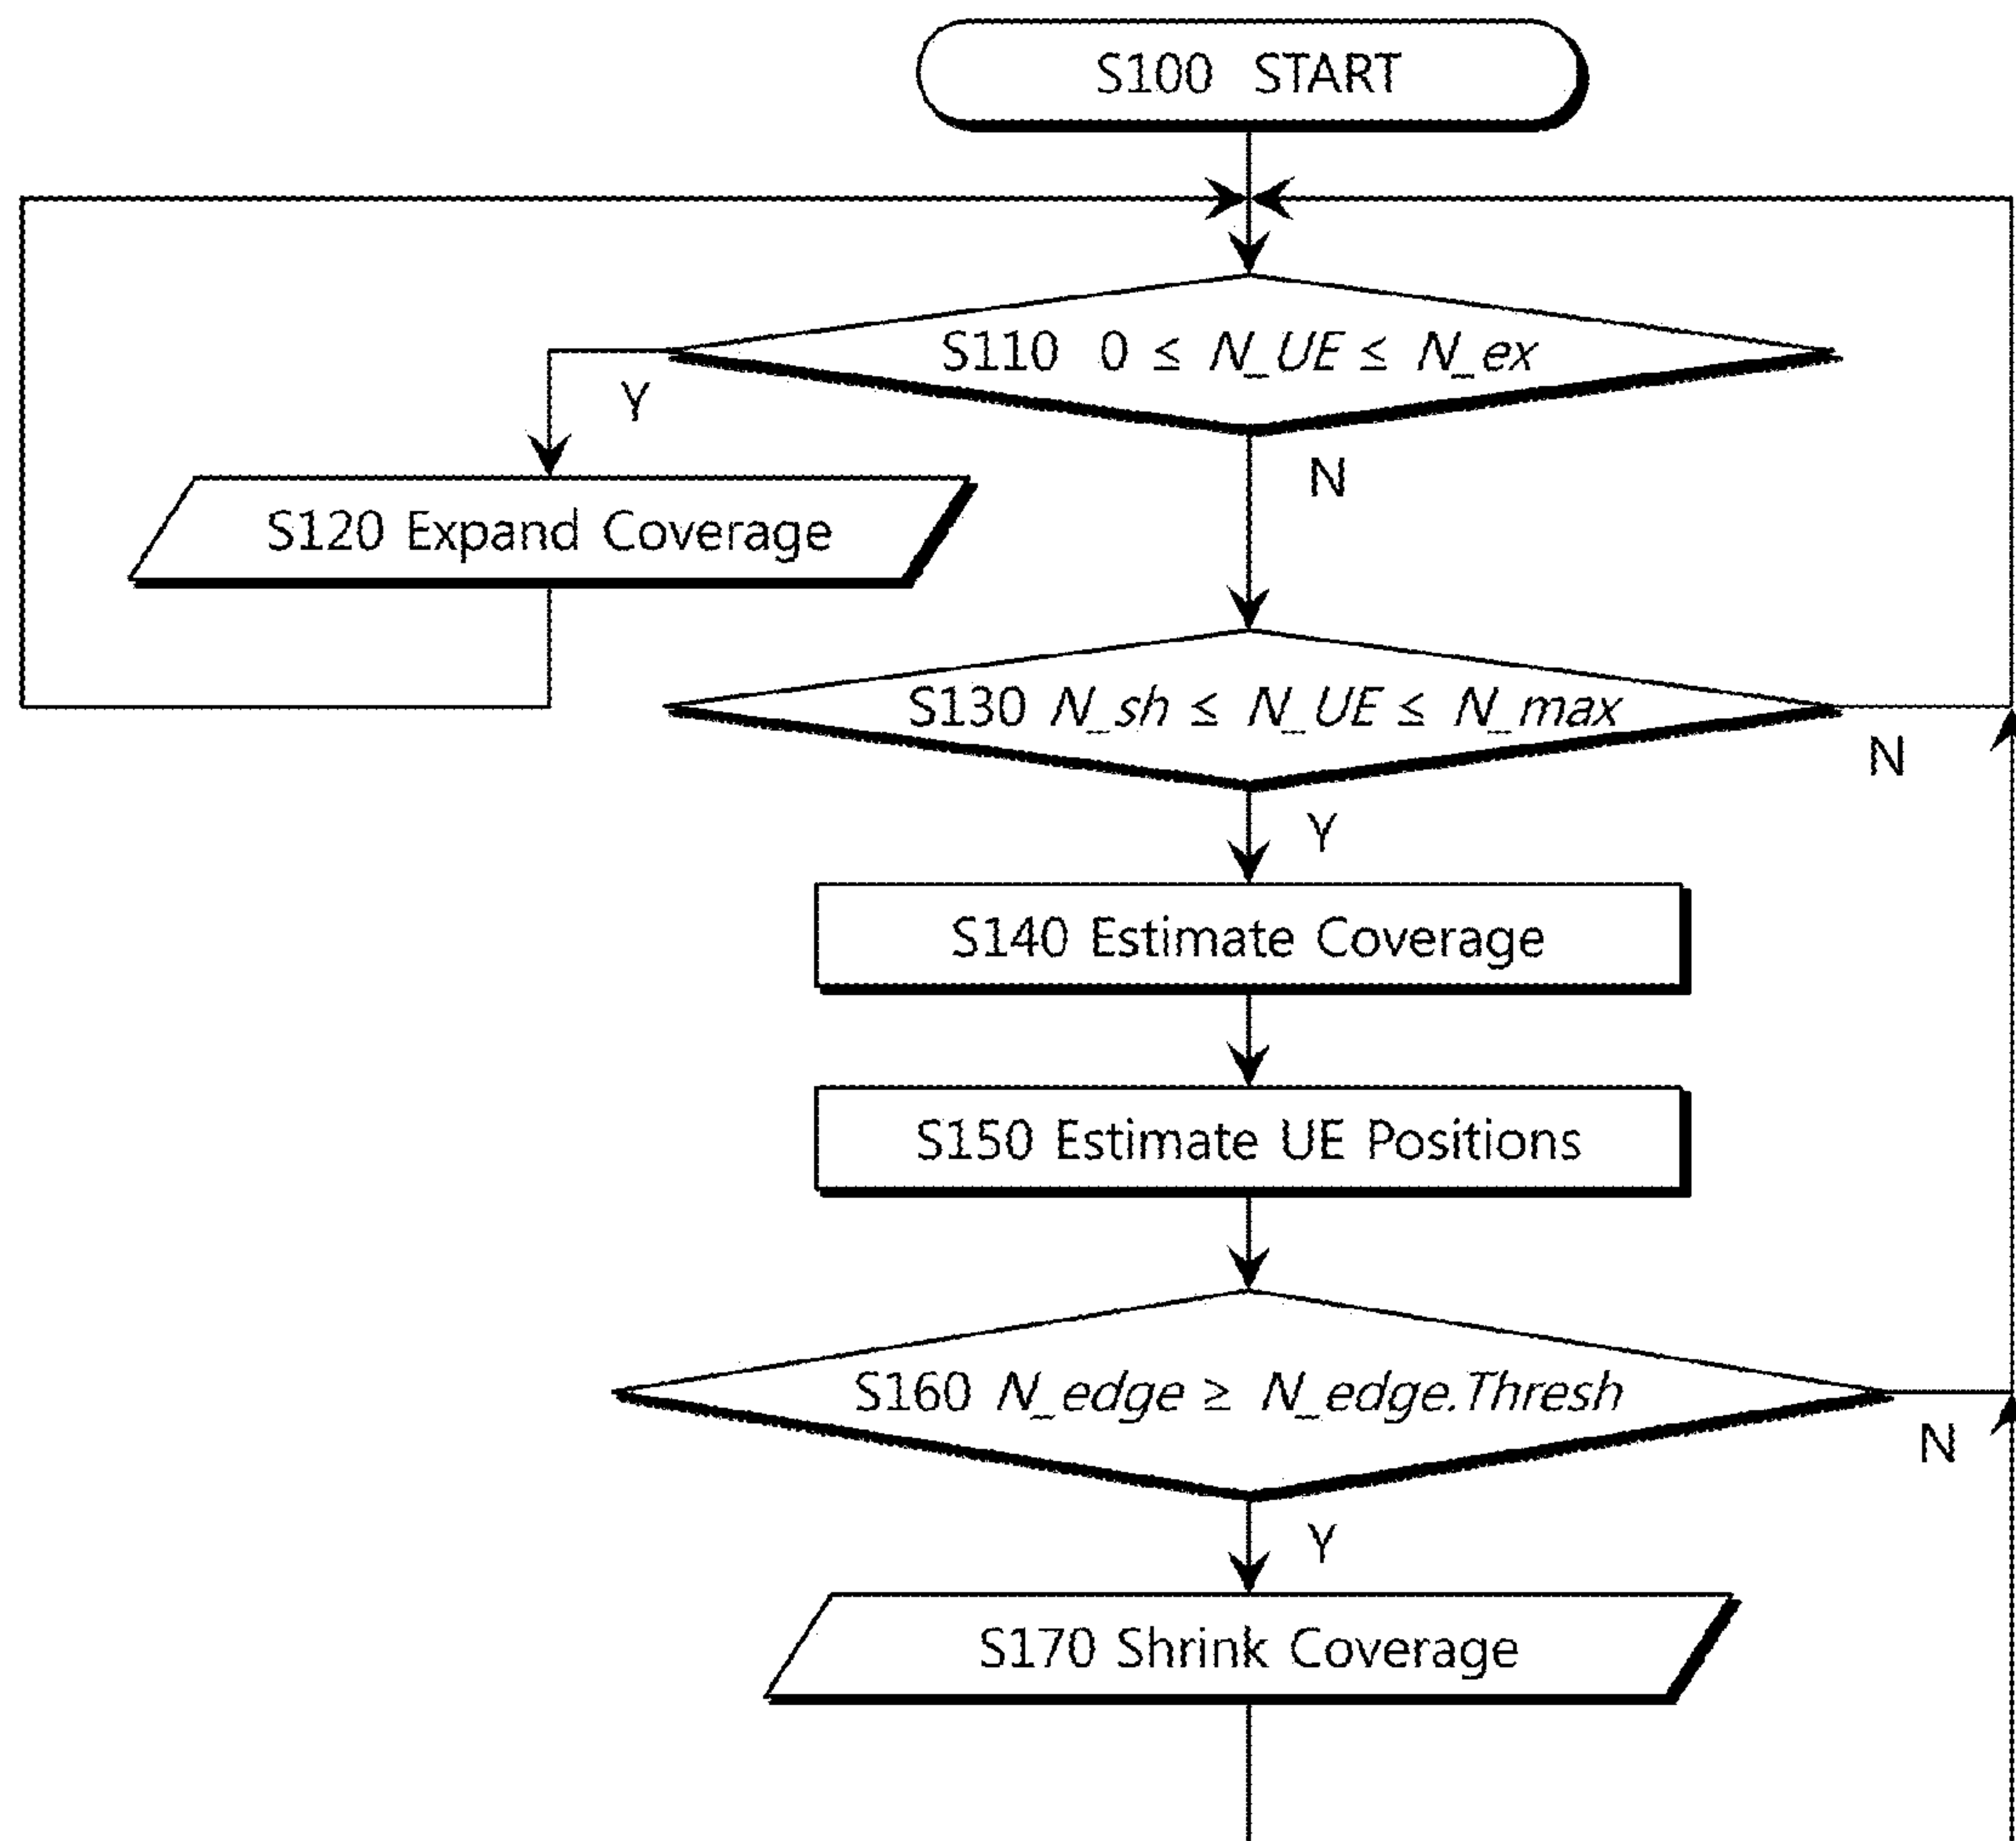 S100 START
S110 0 ≤ N_UE ≤ N_ex
Y
N
S120 Expand Coverage
S130 N_sh ≤ N_UE ≤ N_max
N
Y
S140 Estimate Coverage
S150 Estimate UE Positions
S160 N_edge ≥ N_edge.Thresh
N
Y
S170 Shrink Coverage